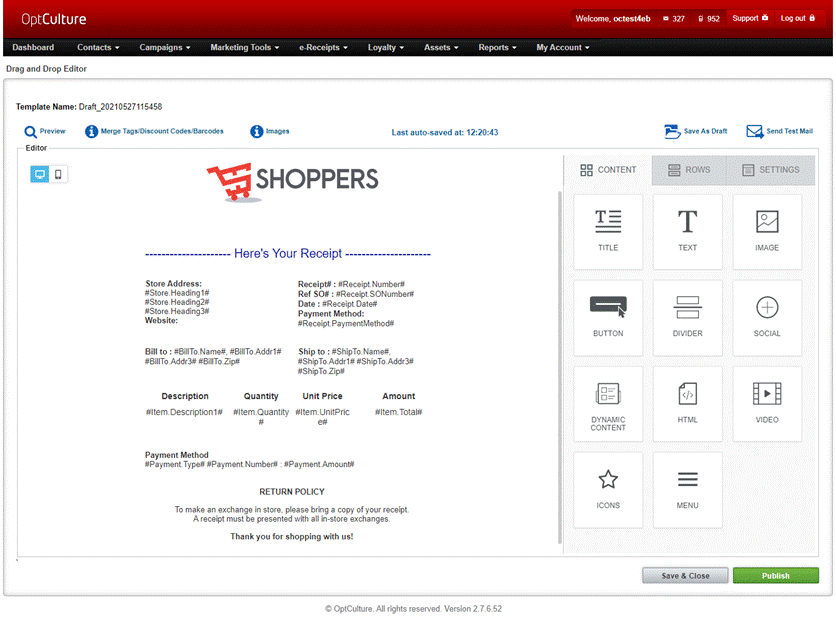 OptCulture
Welcome, octest4eb 327 952 Support Log out
Dashboard Contacts Campaigns Marketing Tools e-Receipts Loyalty Assets Reports My Account
Drag and Drop Editor
Template Name: Draft_20210527115458
Preview Merge Tags/Discount Codes/Barcodes Images Last auto-saved at: 12:20:43 Save As Draft Send Test Mail
Editor
SHOPPERS
--------------------- Here's Your Receipt ---------------------
Store Address:
#Store.Heading1#
#Store.Heading2#
#Store.Heading3#
Website:
Receipt# : #Receipt.Number#
Ref SO# : #Receipt.SONumber#
Date : #Receipt.Date#
Payment Method:
#Receipt.PaymentMethod#
Bill to : #BillTo.Name#, #BillTo.Addr1#
#BillTo.Addr3# #BillTo.Zip#
Ship to : #ShipTo.Name#,
#ShipTo.Addr1# #ShipTo.Addr3#
#ShipTo.Zip#
Description Quantity Unit Price Amount
#Item.Description1# #Item.Quantity #Item.UnitPric #Item.Total#
# e#
Payment Method
#Payment.Type# #Payment.Number# : #Payment.Amount#
RETURN POLICY
To make an exchange in store, please bring a copy of your receipt.
A receipt must be presented with all in-store exchanges.
Thank you for shopping with us!
CONTENT ROWS SETTINGS
TITLE TEXT IMAGE
BUTTON DIVIDER SOCIAL
DYNAMIC
CONTENT
HTML VIDEO
ICONS MENU
Save & Close Publish
© OptCulture. All rights reserved. Version 2.7.6.52